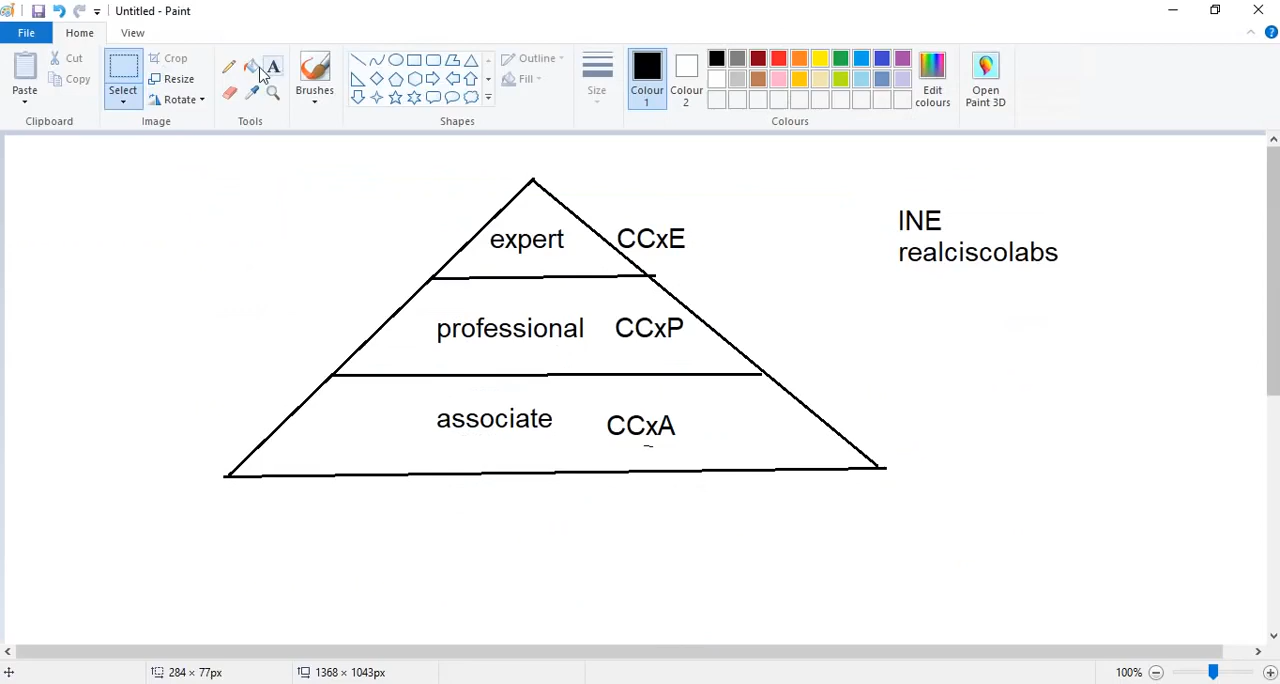 Untitled - Paint
File
Home
View
Paste
Cut
Copy
Clipboard
Select
Crop
Resize
Rotate
Image
A
Tools
Brushes
Shapes
Outline
Fill
Size
Colour 1
Colour 2
Colours
Edit colours
Open Paint 3D
expert CCxE
professional CCxP
associate CCxA
INE
realciscolabs
284 × 77px
1368 × 1043px
100%